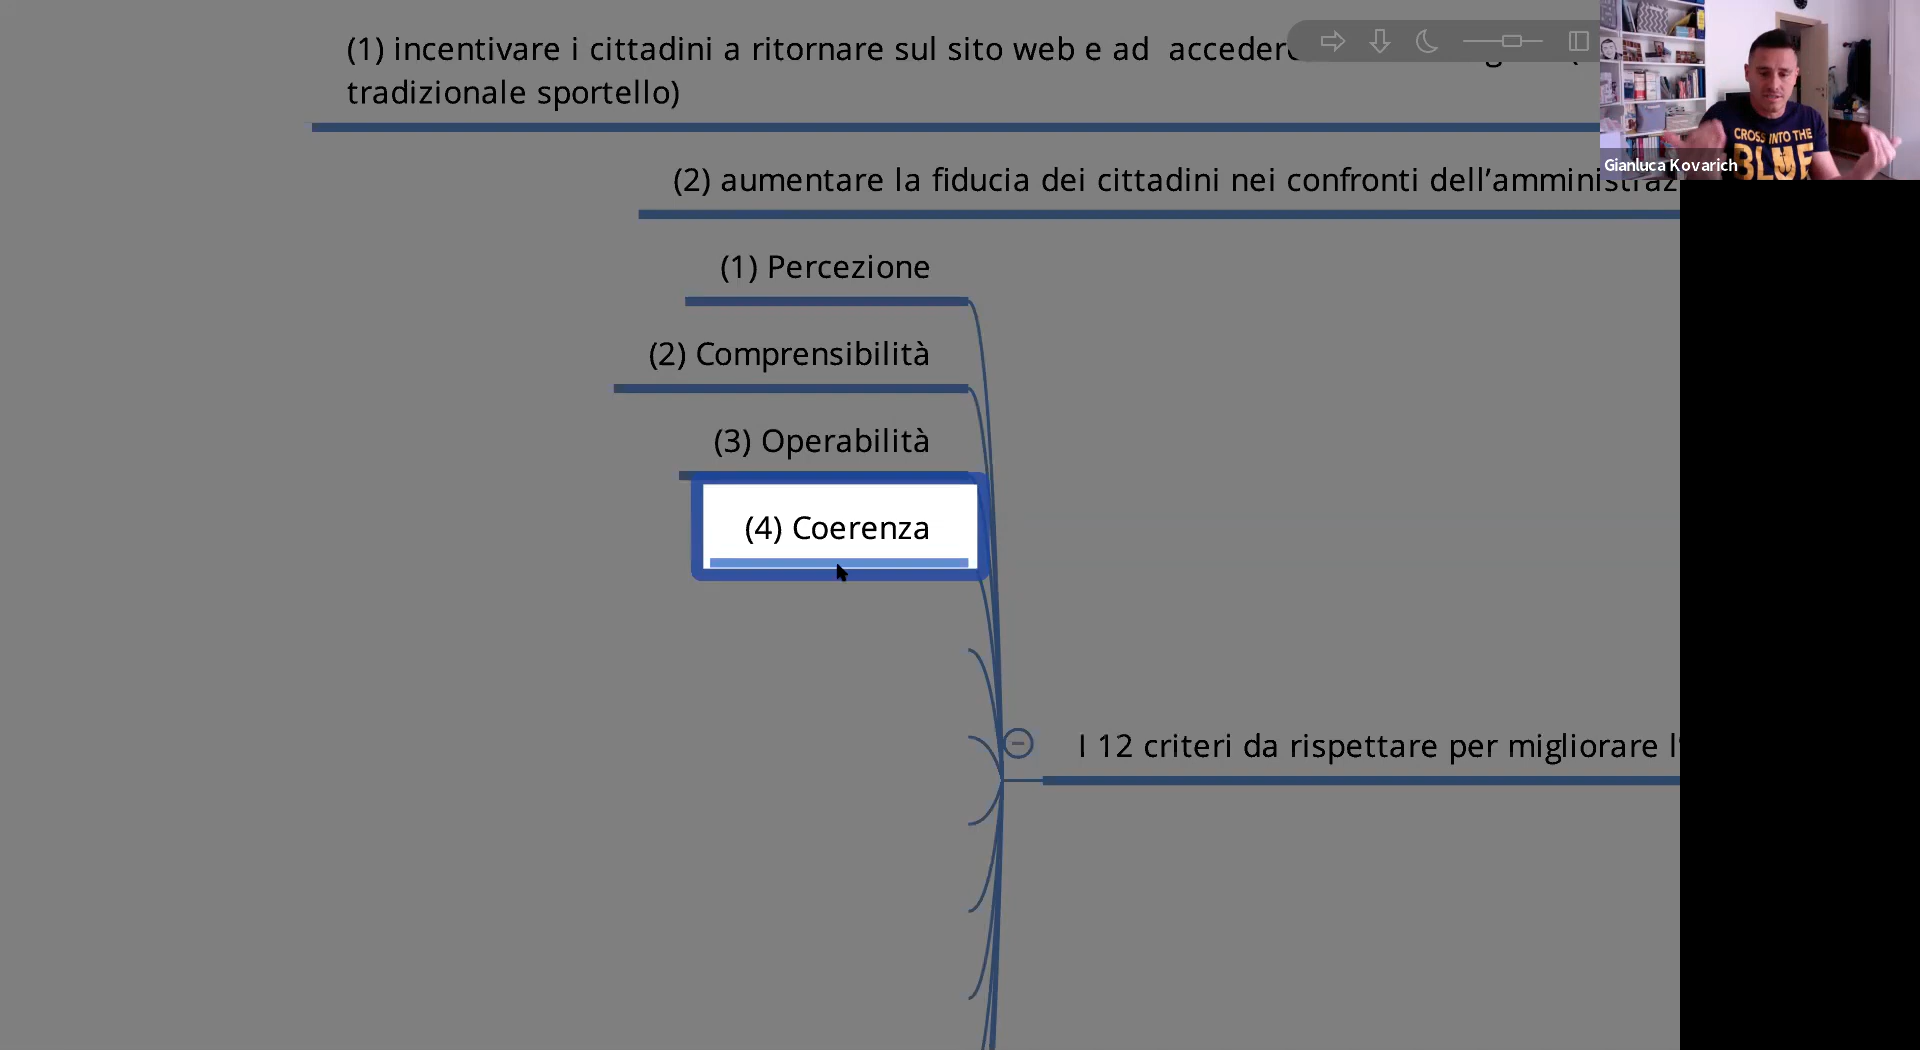 (1) incentivare i cittadini a ritornare sul sito web e ad accedere
tradizionale sportello)
(2) aumentare la fiducia dei cittadini nei confronti dell’amministraz
(1) Percezione
(2) Comprensibilità
(3) Operabilità
(4) Coerenza
I 12 criteri da rispettare per migliorare l'
CROSS INTO THE
BLUE
Gianluca Kovarich